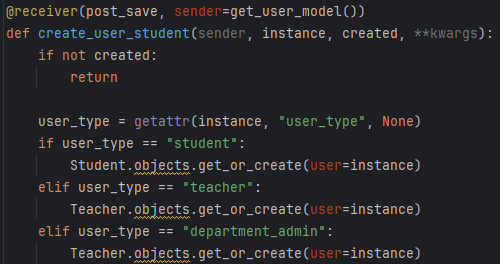 @receiver(post_save, sender=get_user_model())
def create_user_student(sender, instance, created, **kwargs):
    if not created:
        return

    user_type = getattr(instance, "user_type", None)
    if user_type == "student":
        Student.objects.get_or_create(user=instance)
    elif user_type == "teacher":
        Teacher.objects.get_or_create(user=instance)
    elif user_type == "department_admin":
        Teacher.objects.get_or_create(user=instance)